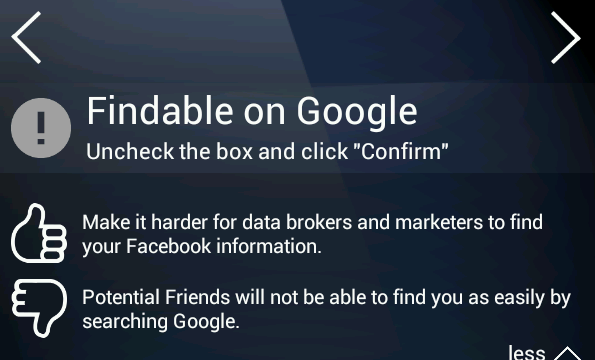 Findable on Google
Uncheck the box and click "Confirm"
Make it harder for data brokers and marketers to find
your Facebook information.
Potential Friends will not be able to find you as easily by
searching Google.
less